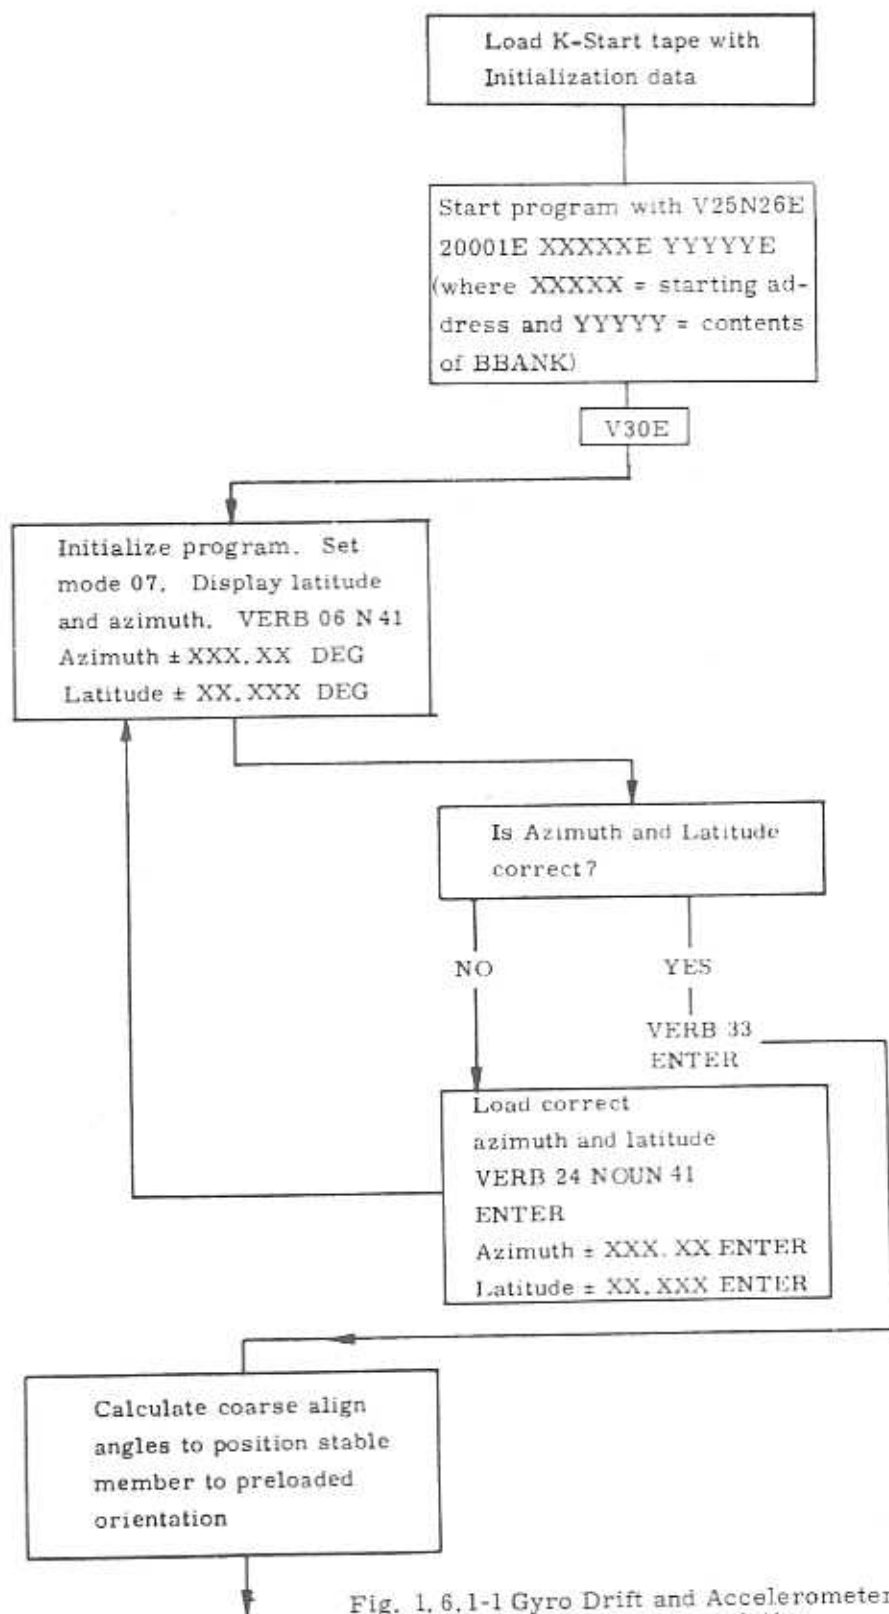 Load K-Start tape with
Initialization data
Start program with V25N26E
20001E XXXXXE YYYYYE
(where XXXXX = starting ad-
dress and YYYYY = contents
of BBANK)
V30E
Initialize program. Set
mode 07. Display latitude
and azimuth. VERB 06 N 41
Azimuth ± XXX.XX DEG
Latitude ± XX.XXX DEG
Is Azimuth and Latitude
correct?
NO
YES
VERB 33
ENTER
Load correct
azimuth and latitude
VERB 24 NOUN 41
ENTER
Azimuth ± XXX.XX ENTER
Latitude ± XX.XXX ENTER
Calculate coarse align
angles to position stable
member to preloaded
orientation
Fig. 1.6.1-1 Gyro Drift and Accelerometer